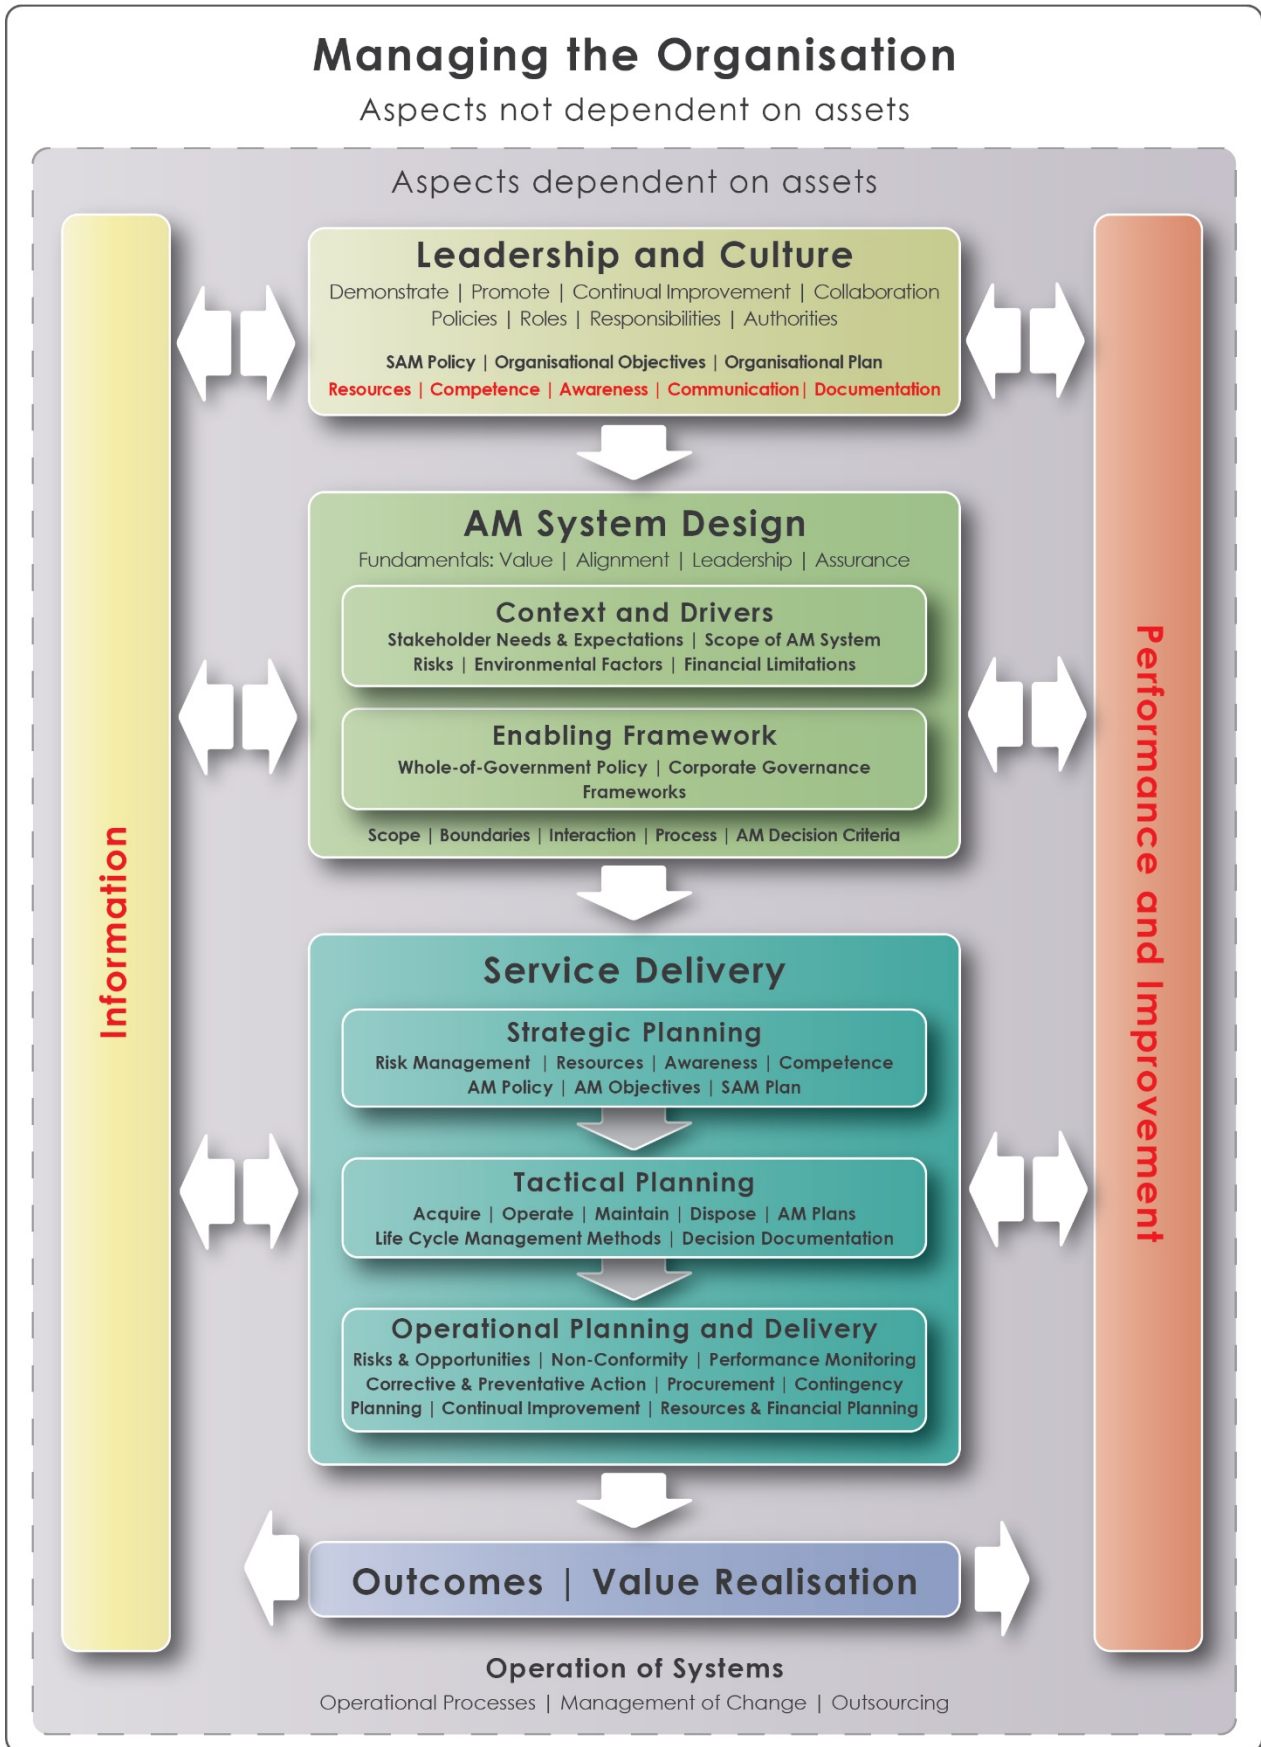 Managing the Organisation
Aspects not dependent on assets
Aspects dependent on assets
Leadership and Culture
Demonstrate | Promote | Continual Improvement | Collaboration
Policies | Roles | Responsibilities | Authorities
SAM Policy | Organisational Objectives | Organisational Plan
Resources | Competence | Awareness | Communication| Documentation
AM System Design
Fundamentals: Value | Alignment | Leadership | Assurance
Context and Drivers
Stakeholder Needs & Expectations | Scope of AM System
Risks | Environmental Factors | Financial Limitations
Enabling Framework
Whole-of-Government Policy | Corporate Governance
Frameworks
Scope | Boundaries | Interaction | Process | AM Decision Criteria
Information
Performance and Improvement
Service Delivery
Strategic Planning
Risk Management | Resources | Awareness | Competence
AM Policy | AM Objectives | SAM Plan
Tactical Planning
Acquire | Operate | Maintain | Dispose | AM Plans
Life Cycle Management Methods | Decision Documentation
Operational Planning and Delivery
Risks & Opportunities | Non-Conformity | Performance Monitoring
Corrective & Preventative Action | Procurement | Contingency
Planning | Continual Improvement | Resources & Financial Planning
Outcomes | Value Realisation
Operation of Systems
Operational Processes | Management of Change | Outsourcing